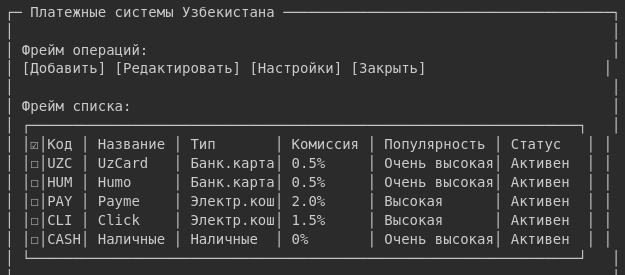 Платежные системы Узбекистана
Фрейм операций:
[Добавить] [Редактировать] [Настройки] [Закрыть]
Фрейм списка:
☑ Код Название Тип Комиссия Популярность Статус
☐ UZC UzCard Банк.карта 0.5% Очень высокая Активен
☐ HUM Humo Банк.карта 0.5% Очень высокая Активен
☐ PAY Payme Электр.кош 2.0% Высокая Активен
☐ CLI Click Электр.кош 1.5% Высокая Активен
☐ CASH Наличные Наличные 0% Очень высокая Активен